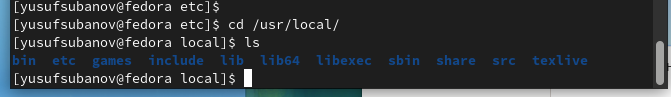 [yusufsubanov@fedora etc]$
[yusufsubanov@fedora etc]$ cd /usr/local/
[yusufsubanov@fedora local]$ ls
bin etc games include lib lib64 libexec sbin share src texlive
[yusufsubanov@fedora local]$